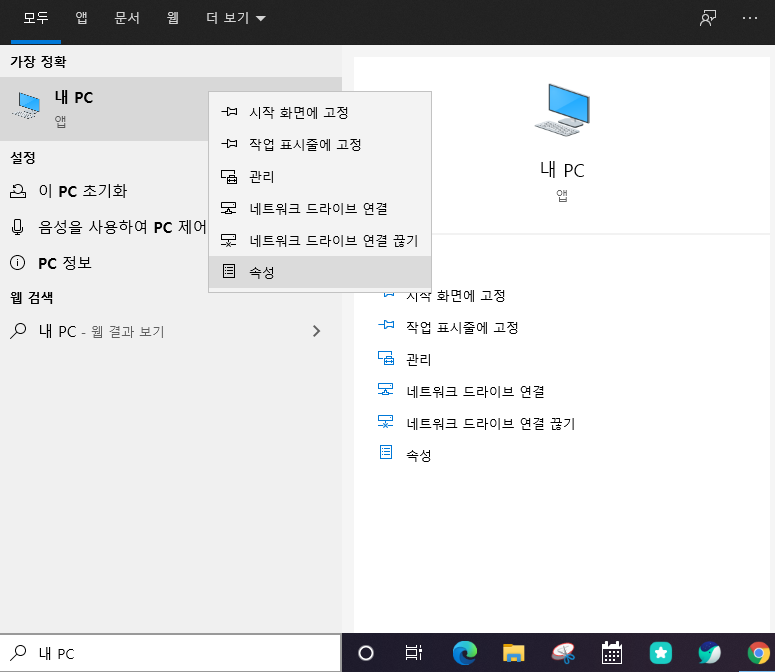 모두 앱 문서 웹 더 보기
가장 정확
내 PC
앱
설정
이 PC 초기화
음성을 사용하여 PC 제어
PC 정보
웹 검색
내 PC - 웹 결과 보기
시작 화면에 고정
작업 표시줄에 고정
관리
네트워크 드라이브 연결
네트워크 드라이브 연결 끊기
속성
내 PC
앱
시작 화면에 고정
작업 표시줄에 고정
관리
네트워크 드라이브 연결
네트워크 드라이브 연결 끊기
속성
내 PC